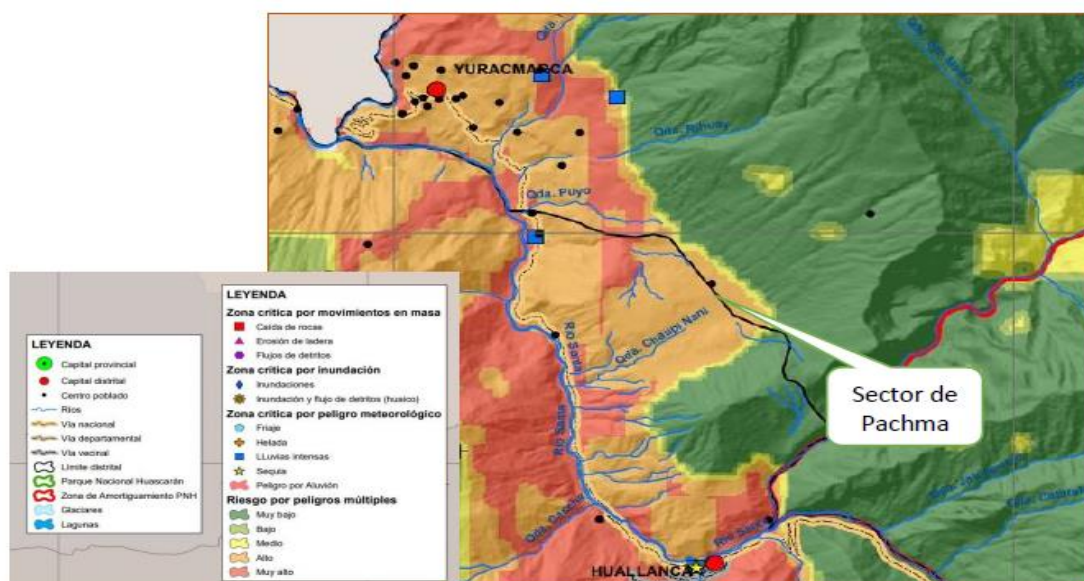 YURACMARCA
Qda. Rihuay
Qda. Puyo
Río Santa
Qda. Chaupi Nani
Río Santa
Sector de
Pachma
HUALLANCA
LEYENDA
Capital provincial
Capital distrital
Centro poblado
Ríos
Vía nacional
Vía departamental
Vía vecinal
Límite distrital
Parque Nacional Huascarán
Zona de Amortiguamiento PNH
Glaciares
Lagunas
LEYENDA
Zona crítica por movimientos en masa
Caída de rocas
Erosión de ladera
Flujos de detritos
Zona crítica por inundación
Inundaciones
Inundación y flujo de detritos (huaico)
Zona crítica por peligro meteorológico
Friaje
Helada
LLuvias intensas
Sequia
Peligro por Aluvión
Riesgo por peligros múltiples
Muy bajo
Bajo
Medio
Alto
Muy alto